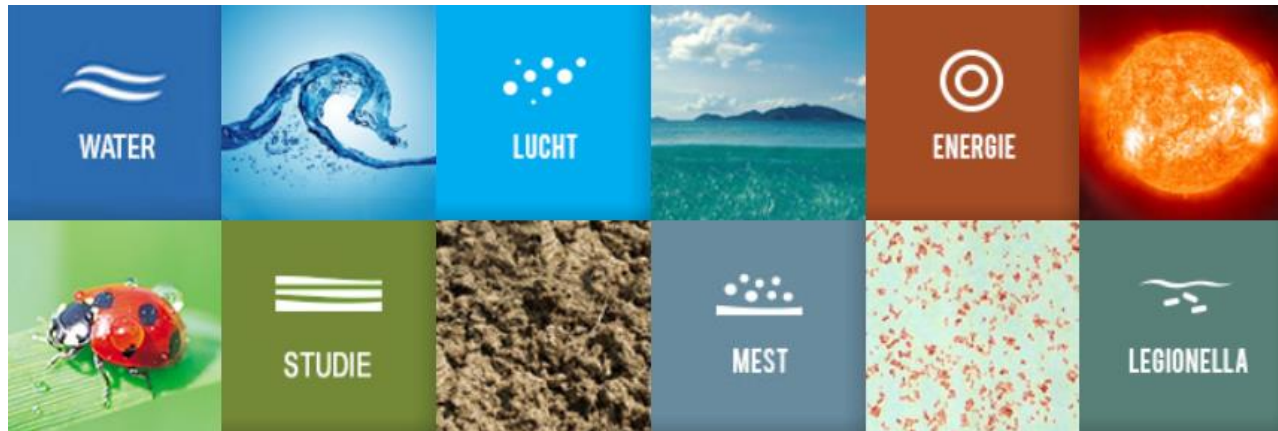 WATER
LUCHT
ENERGIE
STUDIE
MEST
LEGIONELLA